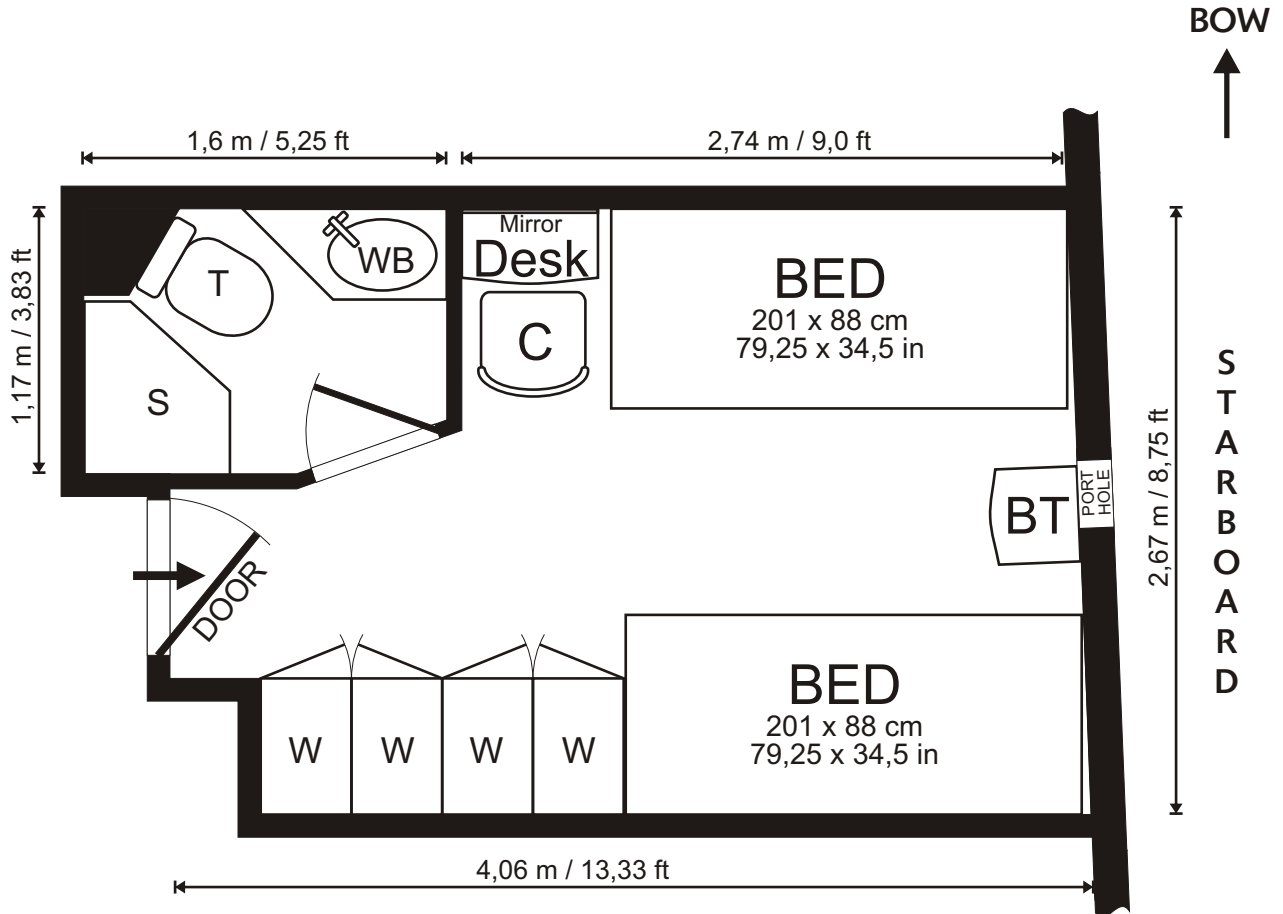 BOW
1,6 m / 5,25 ft
2,74 m / 9,0 ft
1,17 m / 3,83 ft
T
WB
S
Mirror
Desk
C
BED
201 x 88 cm
79,25 x 34,5 in
STARBOARD
2,67 m / 8,75 ft
BT
PORT
HOLE
DOOR
W
W
W
W
BED
201 x 88 cm
79,25 x 34,5 in
4,06 m / 13,33 ft